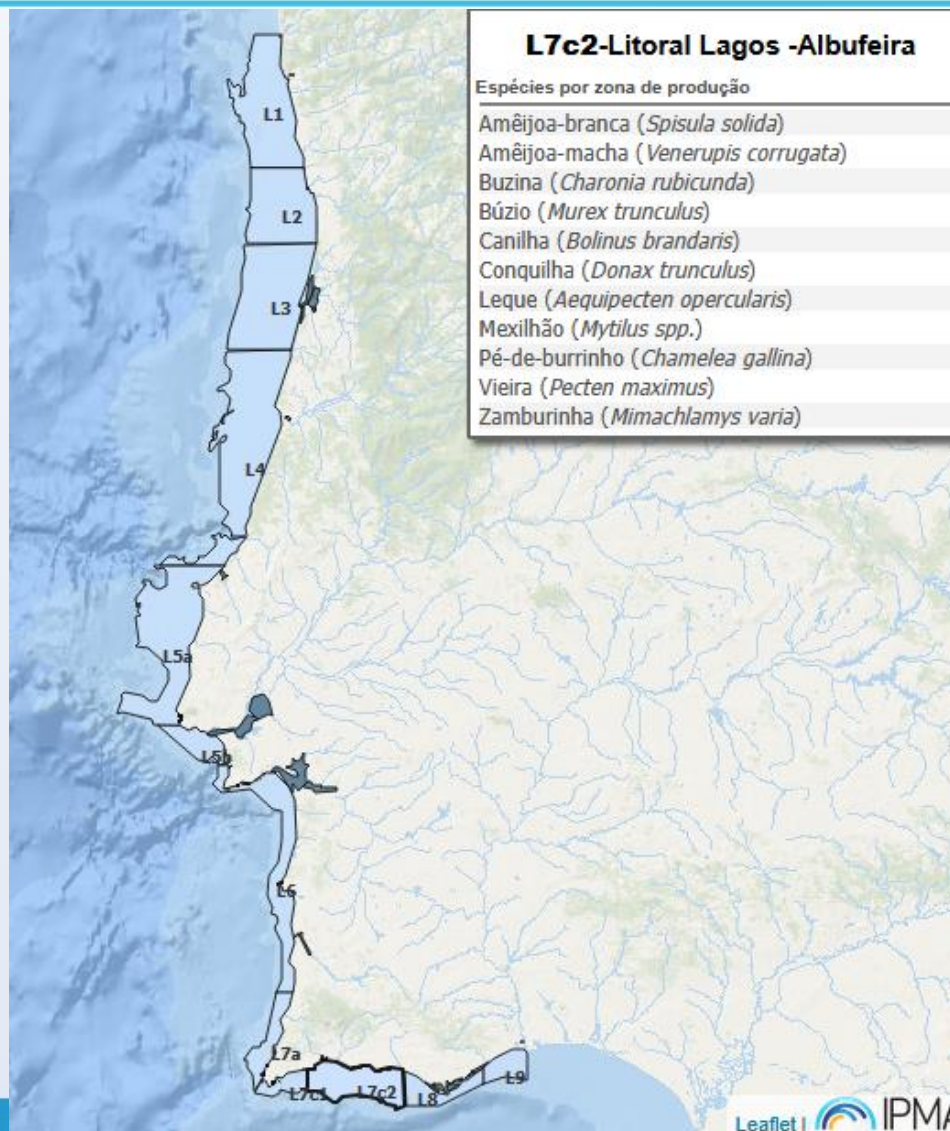 L7c2-Litoral Lagos -Albufeira
Espécies por zona de produção
Amêijoa-branca (Spisula solida)
Amêijoa-macha (Venerupis corrugata)
Buzina (Charonia rubicunda)
Búzio (Murex trunculus)
Canilha (Bolinus brandaris)
Conquilha (Donax trunculus)
Leque (Aequipecten opercularis)
Mexilhão (Mytilus spp.)
Pé-de-burrinho (Chamelea gallina)
Vieira (Pecten maximus)
Zamburinha (Mimachlamys varia)
L1
L2
L3
L4
L5a
L5b
L6
L7a
L7c1
L7c2
L8
L9
Leaflet | IPMA